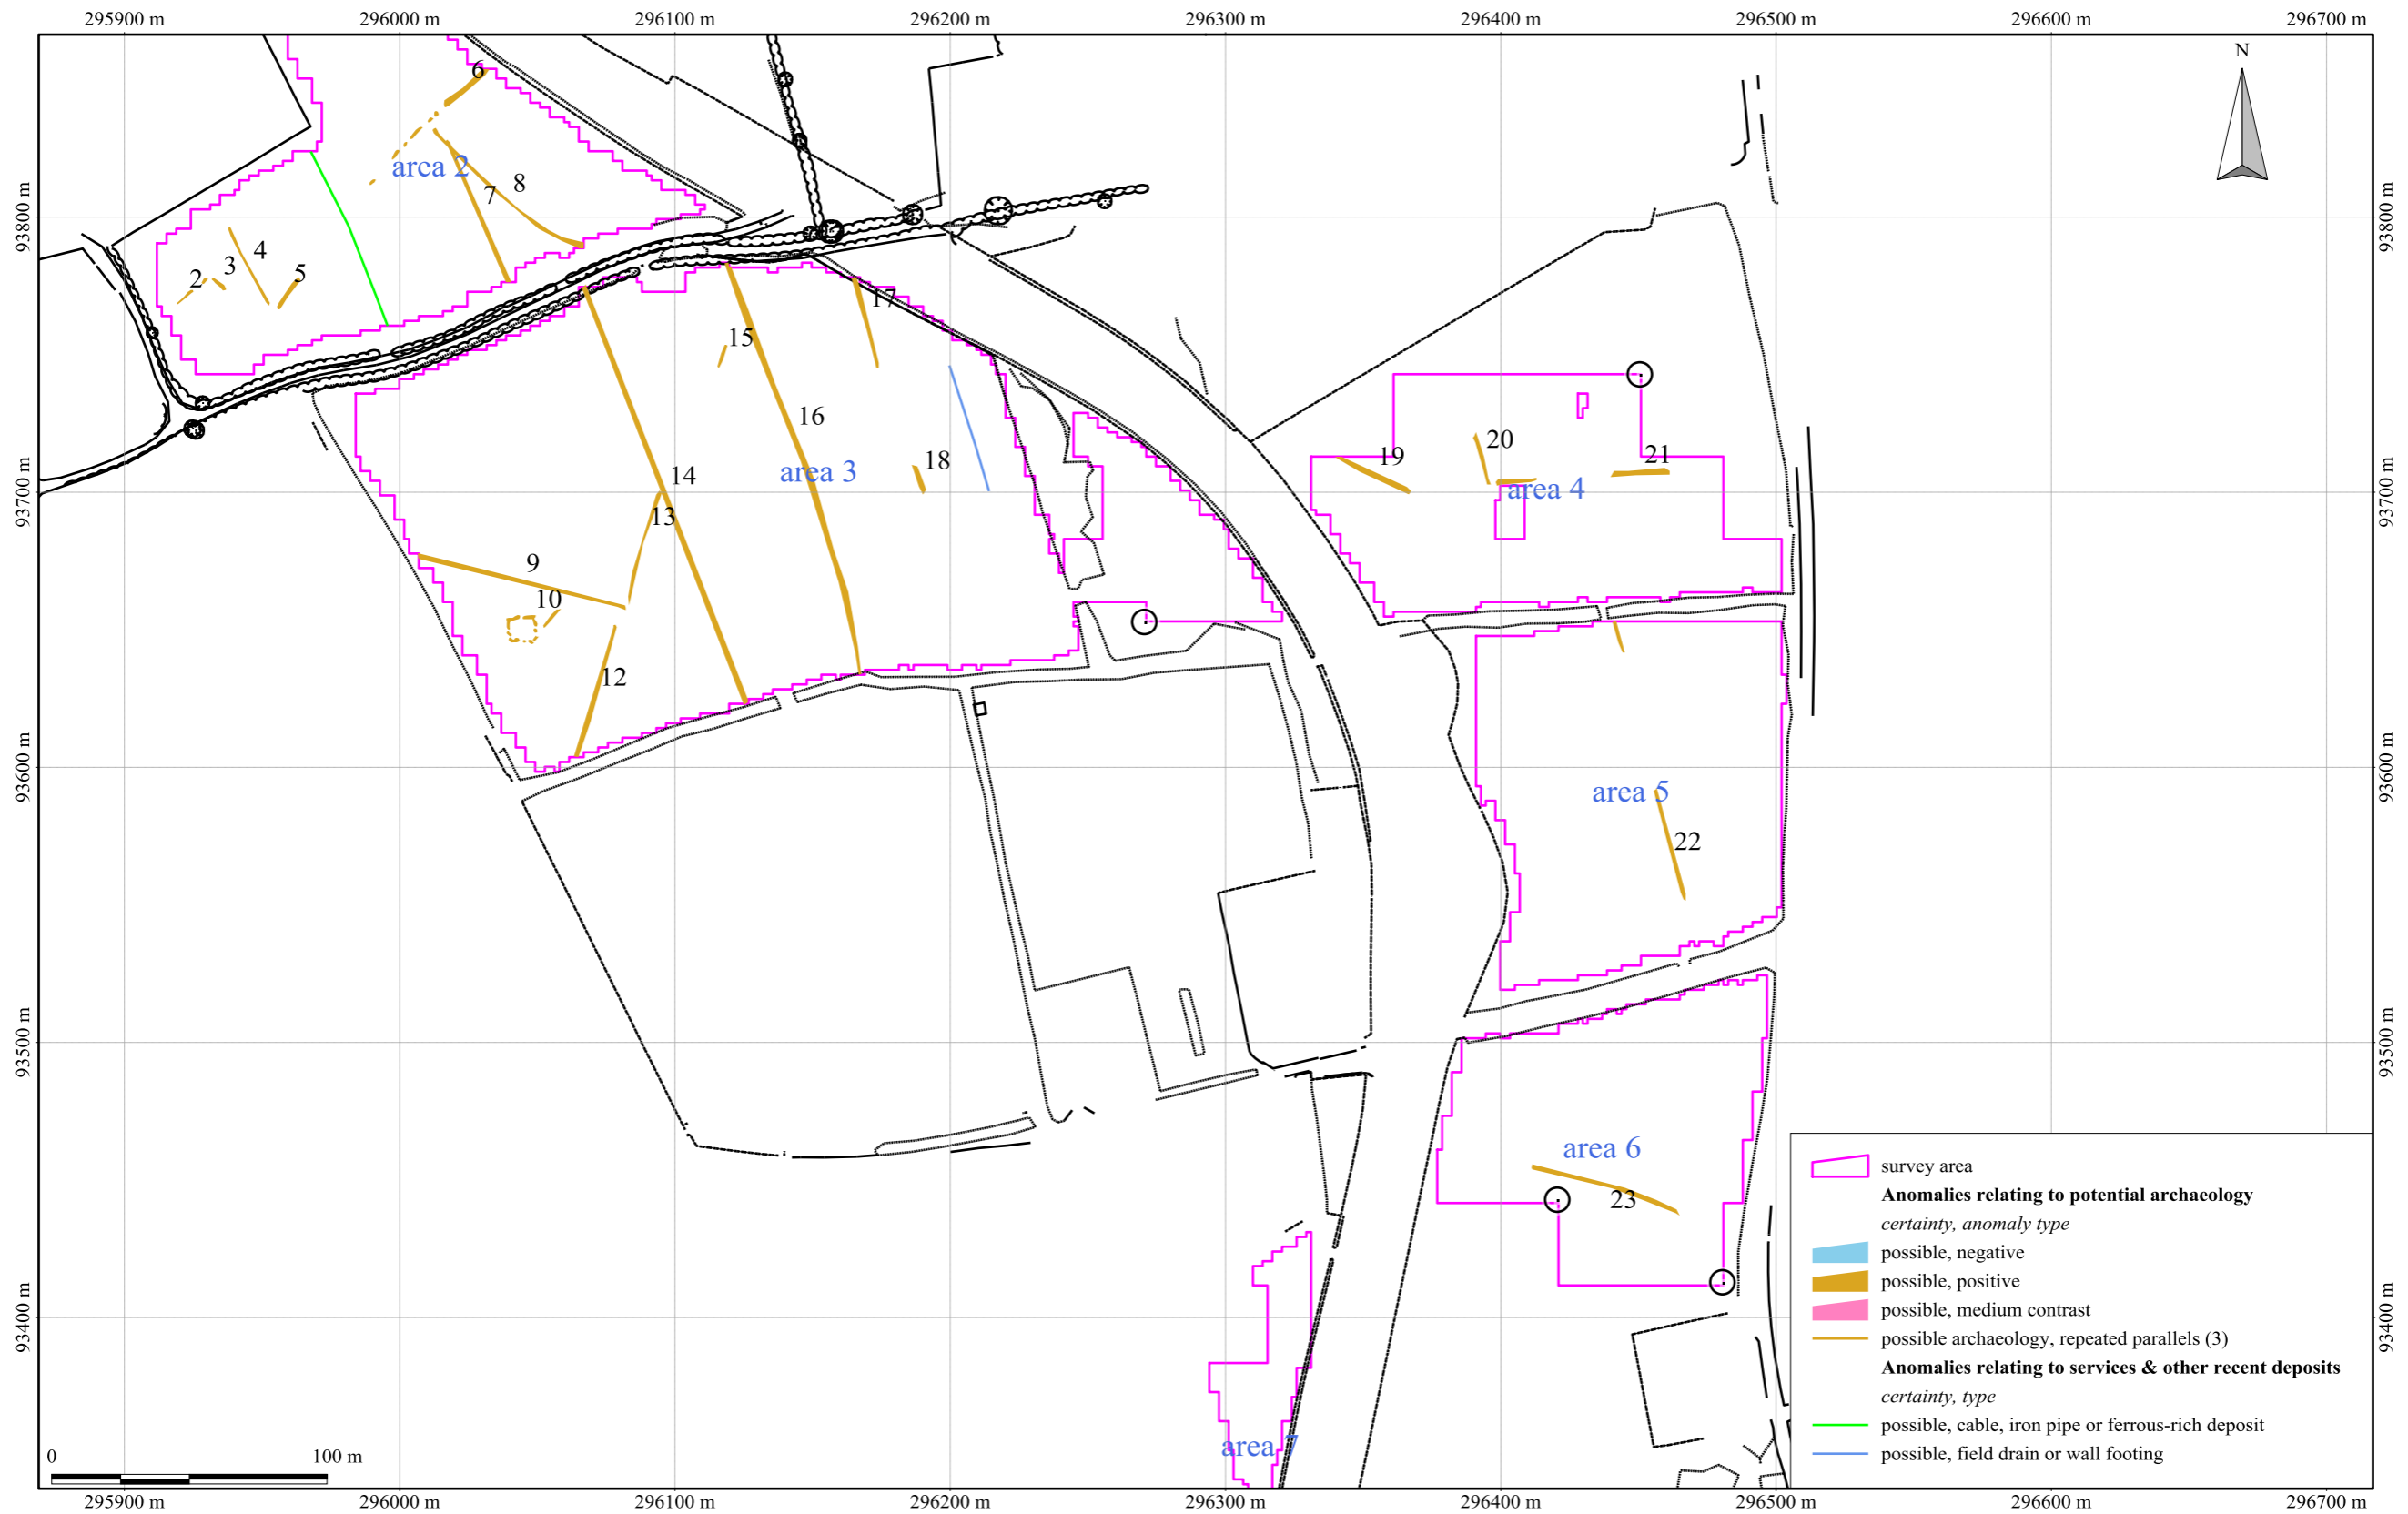 295900 m 296000 m 296100 m 296200 m 296300 m 296400 m 296500 m 296600 m 296700 m
N
6
area 2
8
7
93800 m
93800 m
4
3
2
5
17
15
16
19
20
21
18
area 3
14
area 4
93700 m
93700 m
13
9
10
12
93600 m
93600 m
area 5
22
93500 m
93500 m
area 6
23
survey area
Anomalies relating to potential archaeology
certainty, anomaly type
possible, negative
possible, positive
possible, medium contrast
possible archaeology, repeated parallels (3)
Anomalies relating to services & other recent deposits
certainty, type
possible, cable, iron pipe or ferrous-rich deposit
possible, field drain or wall footing
93400 m
93400 m
area 7
0 100 m
295900 m 296000 m 296100 m 296200 m 296300 m 296400 m 296500 m 296600 m 296700 m